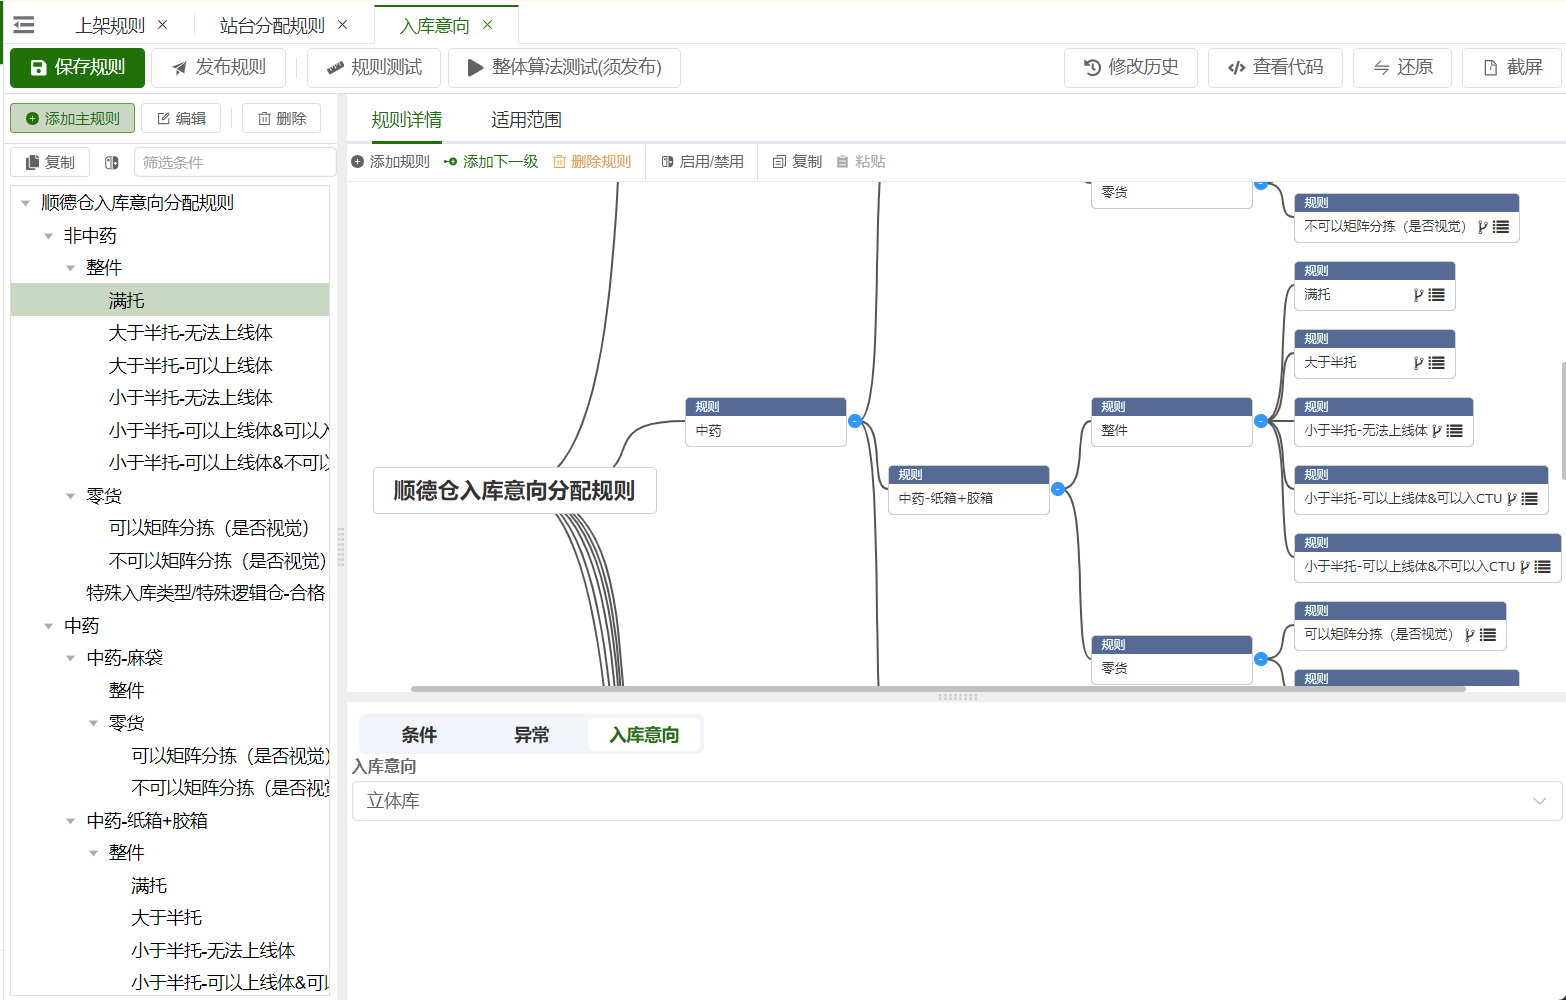 上架规则
站台分配规则
入库意向
保存规则
发布规则
规则测试
整体算法测试(须发布)
修改历史
查看代码
还原
截屏
添加主规则
编辑
删除
复制
筛选条件
顺德仓入库意向分配规则
非中药
整件
满托
大于半托-无法上线体
大于半托-可以上线体
小于半托-无法上线体
小于半托-可以上线体&可以入
小于半托-可以上线体&不可以
零货
可以矩阵分拣（是否视觉）
不可以矩阵分拣（是否视觉）
特殊入库类型/特殊逻辑仓-合格
中药
中药-麻袋
整件
零货
可以矩阵分拣（是否视觉）
不可以矩阵分拣（是否视觉
中药-纸箱+胶箱
整件
满托
大于半托
小于半托-无法上线体
小于半托-可以上线体&可以
规则详情
适用范围
添加规则
添加下一级
删除规则
启用/禁用
复制
粘贴
零货
规则
不可以矩阵分拣（是否视觉）
规则
满托
规则
大于半托
规则
中药
规则
整件
规则
小于半托-无法上线体
顺德仓入库意向分配规则
规则
中药-纸箱+胶箱
规则
小于半托-可以上线体&可以入CTU
规则
小于半托-可以上线体&不可以入CTU
规则
可以矩阵分拣（是否视觉）
规则
零货
规则
条件
异常
入库意向
入库意向
立体库